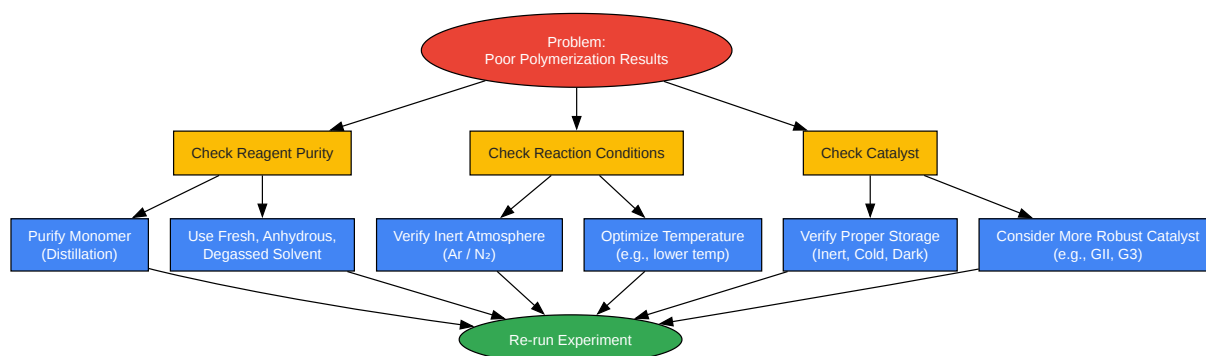 Problem:
Poor Polymerization Results
Check Reagent Purity
Check Reaction Conditions
Check Catalyst
Purify Monomer
(Distillation)
Use Fresh, Anhydrous,
Degassed Solvent
Verify Inert Atmosphere
(Ar / N₂)
Optimize Temperature
(e.g., lower temp)
Verify Proper Storage
(Inert, Cold, Dark)
Consider More Robust Catalyst
(e.g., GII, G3)
Re-run Experiment